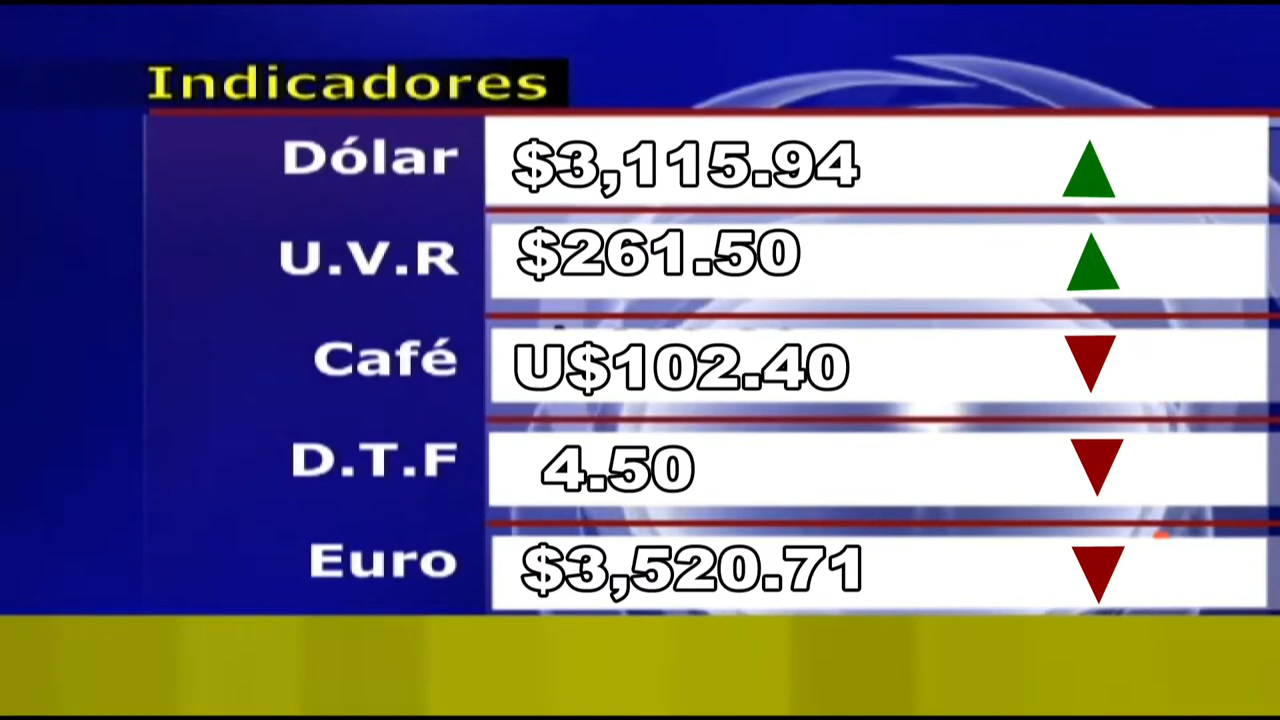 Indicadores
Dólar $3,115.94
U.V.R $261.50
Café U$102.40
D.T.F 4.50
Euro $3,520.71